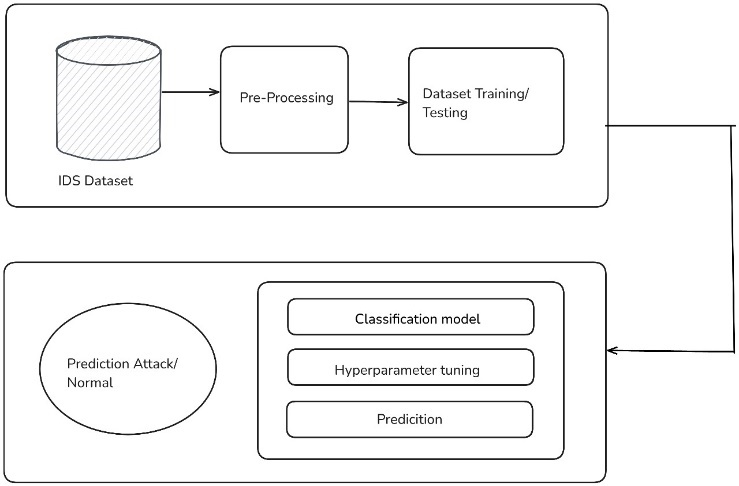 IDS Dataset
Pre-Processing
Dataset Training/
Testing
Prediction Attack/
Normal
Classification model
Hyperparameter tuning
Predicition